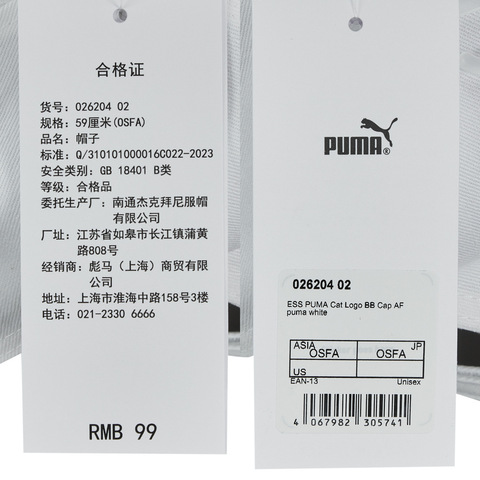 合格证
货号：026204 02
规格：59厘米(OSFA)
品名：帽子
标准：Q/310101000016C022-2023
安全类别：GB 18401 B类
等级：合格品
委托生产厂：南通杰克拜尼服帽
有限公司
厂址：江苏省如皋市长江镇蒲黄
路808号
经销商：彪马（上海）商贸有限公
司
地址：上海市淮海中路158号3楼
电话：021-2330 6666
RMB 99
PUMA
026204 02
ESS PUMA Cat Logo BB Cap AF
puma white
ASIA OSFA OSFA JP
US
EAN-13 Unisex
4 067982 305741